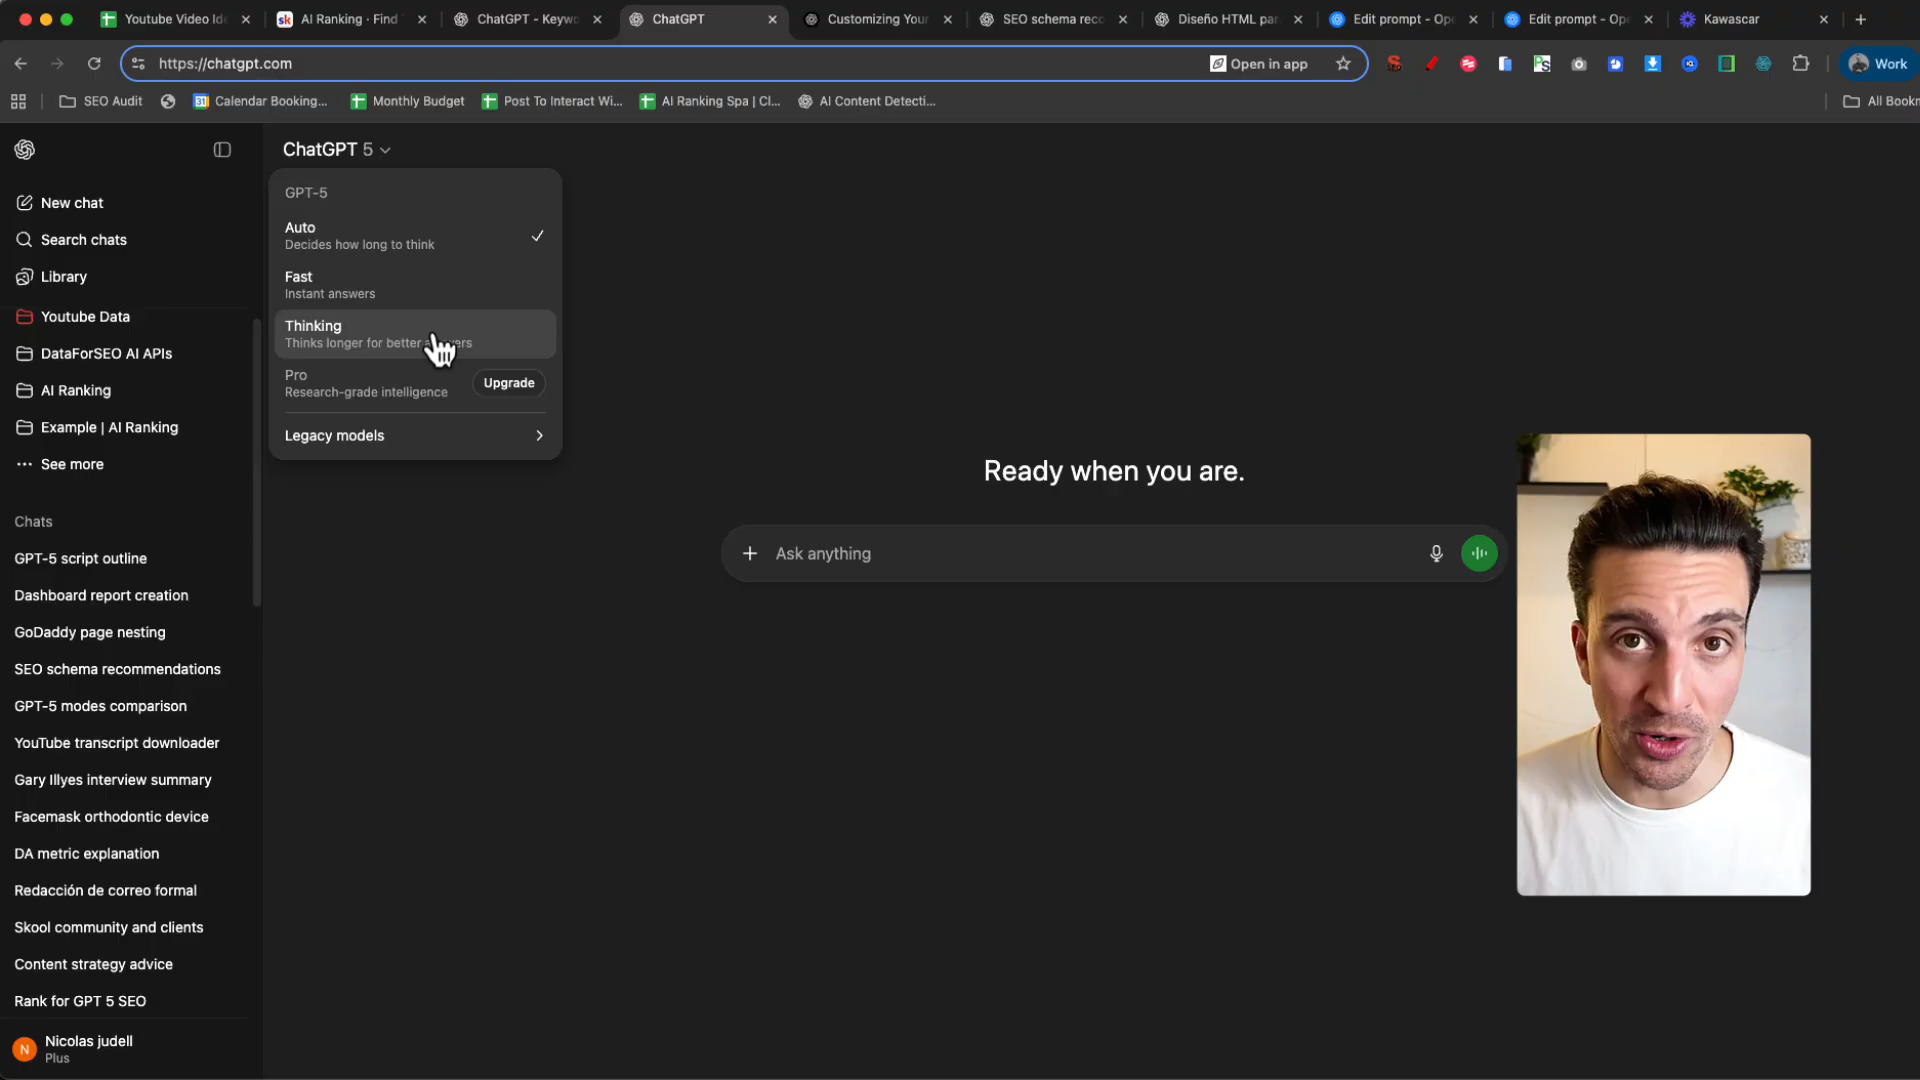 Youtube Video Id
AI Ranking · Find
ChatGPT - Keyw
ChatGPT
Customizing Your
SEO schema rec
Diseño HTML par
Edit prompt - Op
Edit prompt - Op
Kawascar
https://chatgpt.com
Open in app
Work
SEO Audit
Calendar Booking...
Monthly Budget
Post To Interact Wi...
AI Ranking Spa | Cl...
AI Content Detecti...
All Bookm
ChatGPT 5
New chat
Search chats
Library
Youtube Data
DataForSEO AI APIs
AI Ranking
Example | AI Ranking
See more
Chats
GPT-5 script outline
Dashboard report creation
GoDaddy page nesting
SEO schema recommendations
GPT-5 modes comparison
YouTube transcript downloader
Gary Illyes interview summary
Facemask orthodontic device
DA metric explanation
Redacción de correo formal
Skool community and clients
Content strategy advice
Rank for GPT 5 SEO
N
Nicolas judell
Plus
GPT-5
Auto
Decides how long to think
Fast
Instant answers
Thinking
Thinks longer for better
Pro
Research-grade intelligence
Upgrade
Legacy models
Ready when you are.
Ask anything